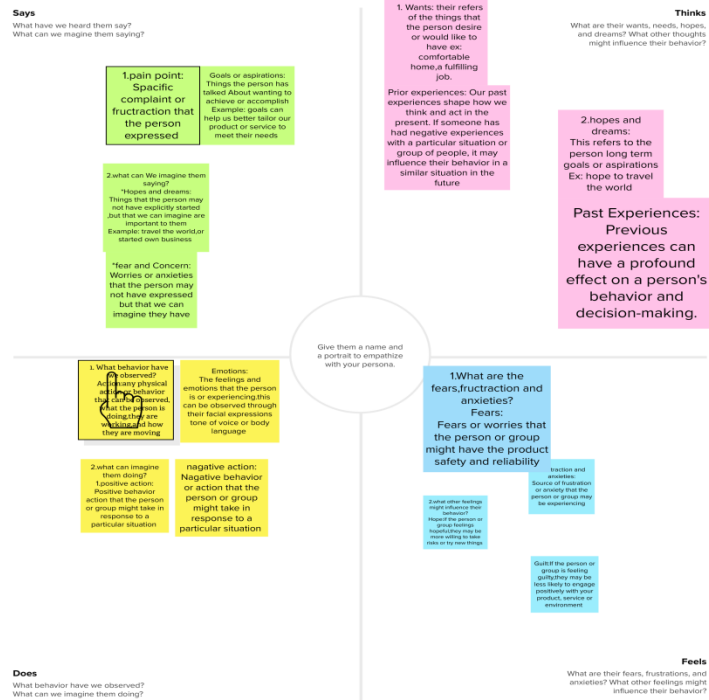 Says
What have we heard them say?
What can we magine them saying?
1.pain point:
Spacific
complaint or
fructraction that
the person
expressed
Goals or aspirations:
Things the person has
talked About wanting to
achieve or accomplish
Example: goals can
help us better tailor our
product or service to
meet their needs
2.what can We imagine them
saying?
"Hopes and dreams:
Things that the person may
not have explicitly started
,but that we can imagine are
important to them
Example: travel the world,or
started own business
"fear and Concern:
Worries or anxieties
that the person may
not have expressed
but that we can
imagine they have
1. Wants: their refers
of the things that
the person desire
or would like to
have ex:
comfortable
home,a fulfilling
job.
Prior experiences: Our past
experiences shape how we
think and act in the
present. If someone has
had negative experiences
with a particular situation or
group of people, it may
influence their behavior in a
similar situation in the
future
Thinks
What are their wants, needs, hopes,
and dreams? What other thoughts
might influence their behavior?
2.hopes and
dreams:
This refers to the
person long term
goals or aspirations
Ex: hope to travel
the world
Past Experiences:
Previous
experiences can
have a profound
effect on a person's
behavior and
decision-making.
Give them a name and
a portrait to empathize
with your persona.
1. What behavior have
we observed?
Action:any physical
action or behavior
that can be observed,
what the person is
doing,they are
working,and how
they are moving
Emotions:
The feelings and
emotions that the person
is or experiencing,this
can be observed through
their facial expressions
tone of voice or body
language
2.what can imagine
them doing?
1.positive action:
Positive behavior
action that the person
or group might take in
response to a
particular situation
nagative action:
Nagative behavior
or action that the
person or group
might take in
response to a
particular situation
1.What are the
fears,fructraction and
anxieties?
Fears:
Fears or worries that
the person or group
might have the product
safety and reliability
traction and
anxieties:
Source of frustration
or anxiety that the
person or group may
be experiencing
2.what other feelings
might influence their
behavior?
Hope:if the person or
group feelings
hopeful,they may be
more willing to take
risks or try new things
Guilt:if the person or
group is feeling
guilty,they may be
less likely to engage
positively with your
product, service or
environment
Does
What behavior have we observed?
What can we imagine them doing?
Feels
What are their fears, frustrations, and
anxieties? What other feelings might
influence their behavior?